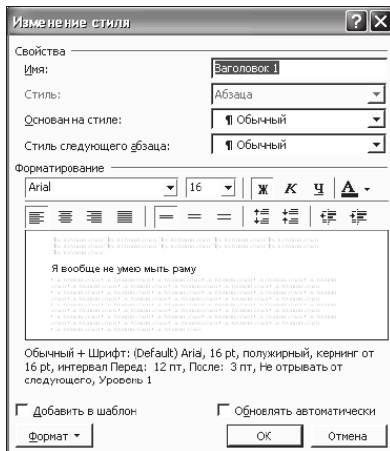 Изменение стиля
Свойства
Имя: Заголовок 1
Стиль: Абзаца
Основан на стиле: ¶ Обычный
Стиль следующего абзаца: ¶ Обычный
Форматирование
Arial 16 Ж К Ч А
Я вообще не умею мыть раму
Обычный + Шрифт: (Default) Arial, 16 pt, полужирный, кернинг от
16 pt, интервал Перед: 12 пт, После: 3 пт, Не отрывать от
следующего, Уровень 1
Добавить в шаблон Обновлять автоматически
Формат ОК Отмена